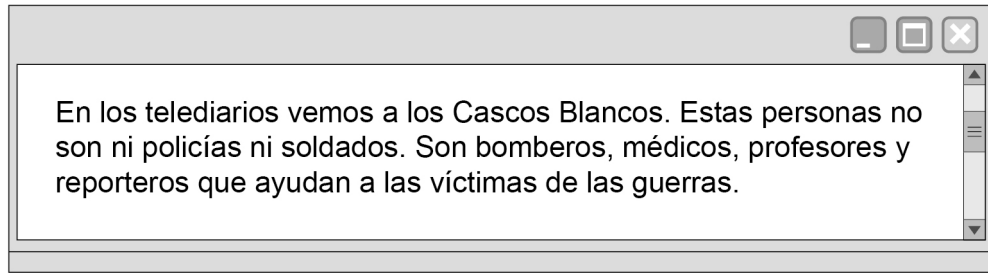 En los telediarios vemos a los Cascos Blancos. Estas personas no
son ni policías ni soldados. Son bomberos, médicos, profesores y
reporteros que ayudan a las víctimas de las guerras.